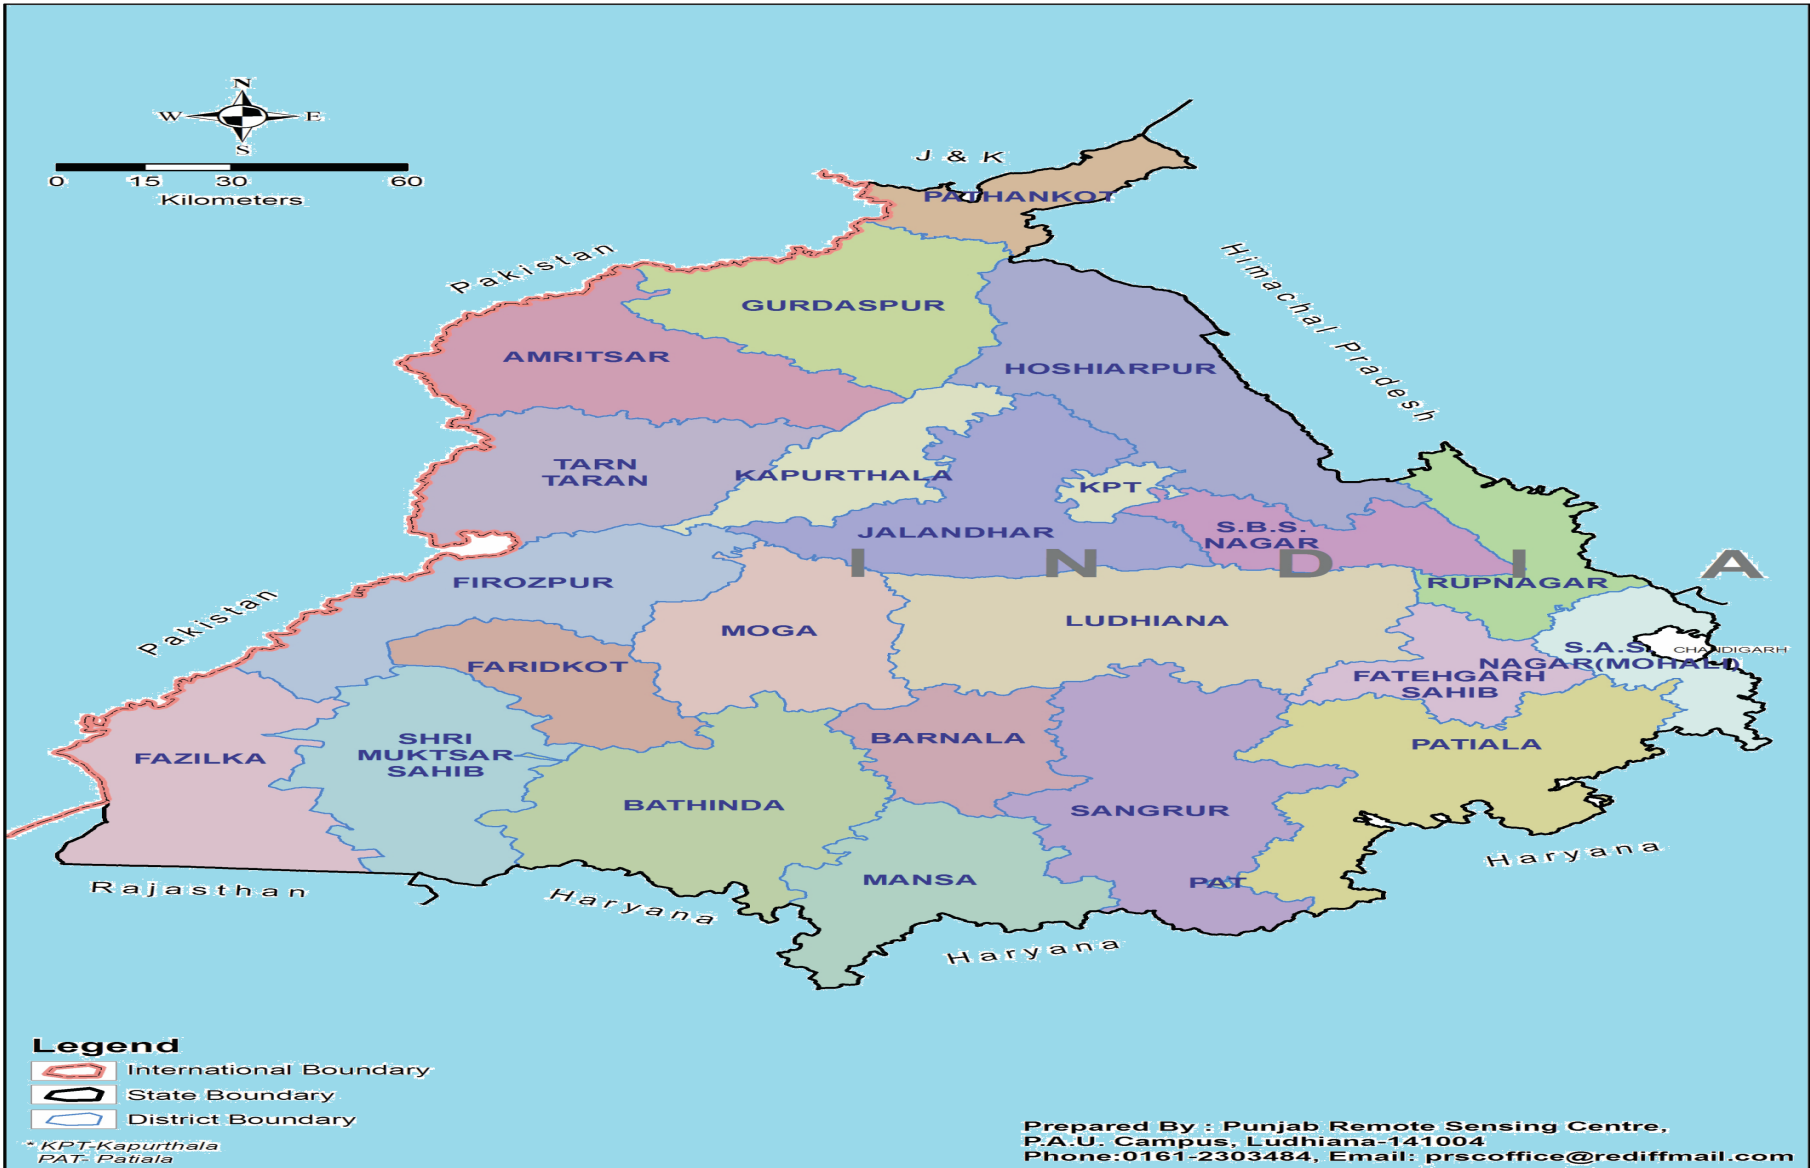 N
W E
S
0 15 30 60
Kilometers
J & K
PATHANKOT
Pakistan
Himachal Pradesh
GURDASPUR
AMRITSAR
HOSHIARPUR
TARN
TARAN
KAPURTHALA
KPT
JALANDHAR
S.B.S.
NAGAR
I N D I A
FIROZPUR
RUPNAGAR
Pakistan
MOGA
LUDHIANA
S.A.S
CHANDIGARH
NAGAR(MOHALI)
FARIDKOT
FATEHGARH
SAHIB
FAZILKA
SHRI
MUKTSAR
SAHIB
BARNALA
PATIALA
BATHINDA
SANGRUR
MANSA
PAT
Rajasthan
Haryana
Haryana
Haryana
Legend
International Boundary
State Boundary
District Boundary
* KPT-Kapurthala
PAT- Patiala
Prepared By : Punjab Remote Sensing Centre,
P.A.U. Campus, Ludhiana-141004
Phone:0161-2303484, Email: prscoffice@rediffmail.com